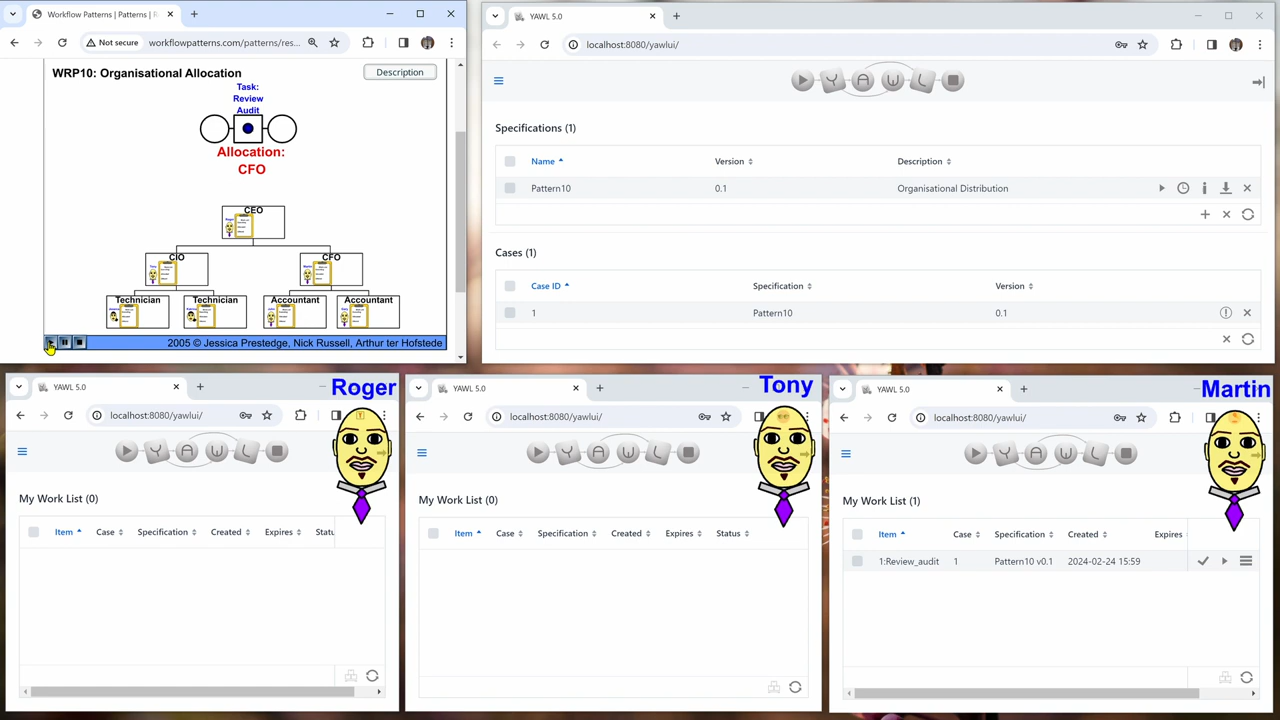 Workflow Patterns | Patterns | R
Not secure
workflowpatterns.com/patterns/res...
WRP10: Organisational Allocation
Description
Task:
Review
Audit
Allocation:
CFO
CEO
CIO
CFO
Technician
Technician
Accountant
Accountant
2005 © Jessica Prestedge, Nick Russell, Arthur ter Hofstede
YAWL 5.0
localhost:8080/yawlui/
Y A W L
Specifications (1)
Name Version Description
Pattern10 0.1 Organisational Distribution
Cases (1)
Case ID Specification Version
1 Pattern10 0.1
YAWL 5.0
Roger
localhost:8080/yawlui/
Y A W L
My Work List (0)
Item Case Specification Created Expires Statu
YAWL 5.0
Tony
localhost:8080/yawlui/
Y A W L
My Work List (0)
Item Case Specification Created Expires Status
YAWL 5.0
Martin
localhost:8080/yawlui/
Y A W L
My Work List (1)
Item Case Specification Created Expires
1:Review_audit 1 Pattern10 v0.1 2024-02-24 15:59